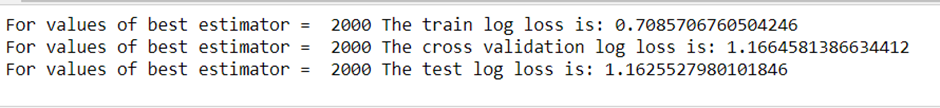 For values of best estimator =  2000 The train log loss is: 0.7085706760504246
For values of best estimator =  2000 The cross validation log loss is: 1.1664581386634412
For values of best estimator =  2000 The test log loss is: 1.1625527980101846